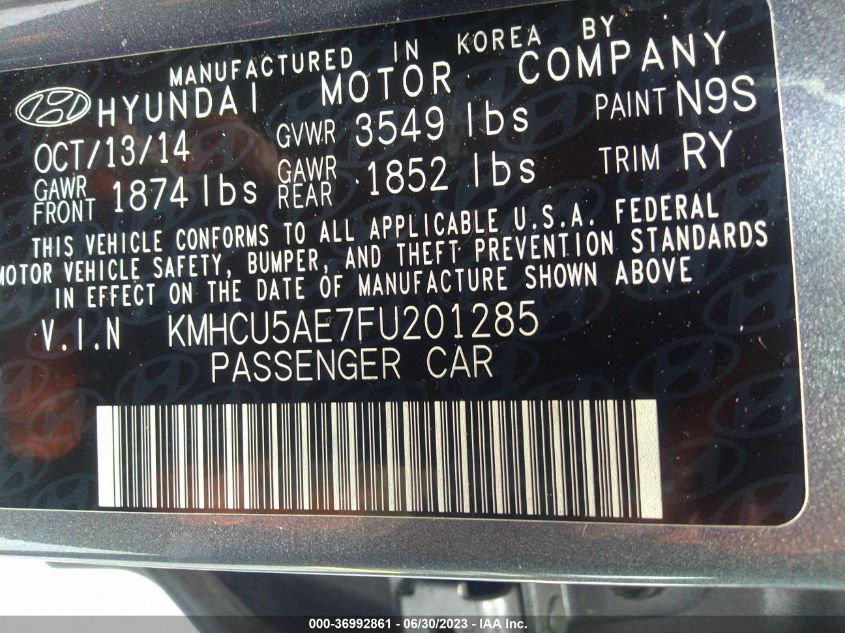 MANUFACTURED IN KOREA BY
HYUNDAI MOTOR COMPANY
OCT/13/14 GVWR 3549 lbs PAINT N9S
GAWR FRONT 1874 lbs GAWR REAR 1852 lbs TRIM RY
THIS VEHICLE CONFORMS TO ALL APPLICABLE U.S.A. FEDERAL
MOTOR VEHICLE SAFETY, BUMPER, AND THEFT PREVENTION STANDARDS
IN EFFECT ON THE DATE OF MANUFACTURE SHOWN ABOVE
V.I.N KMHCU5AE7FU201285
PASSENGER CAR
000-36992861 - 06/30/2023 - IAA Inc.